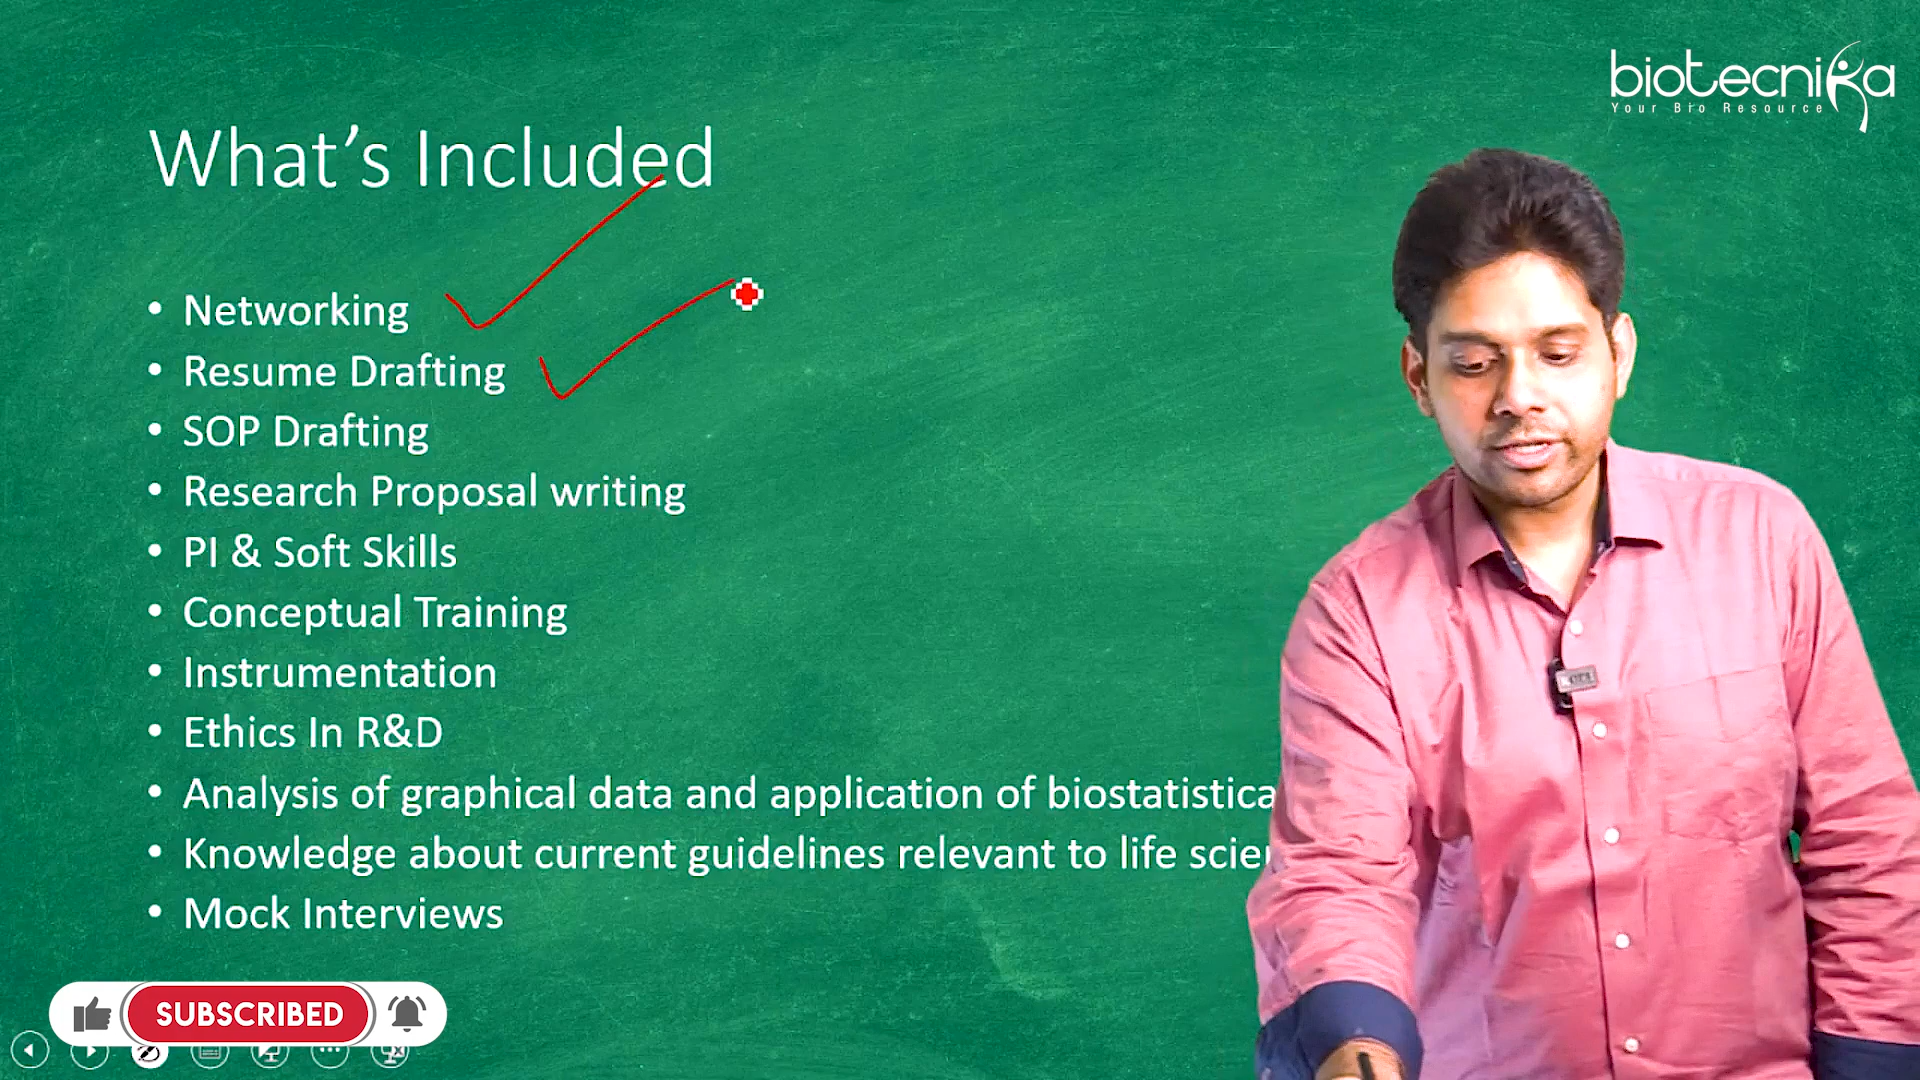 biotecnika
Your Bio Resource
What's Included
• Networking
• Resume Drafting
• SOP Drafting
• Research Proposal writing
• PI & Soft Skills
• Conceptual Training
• Instrumentation
• Ethics In R&D
• Analysis of graphical data and application of
• Knowledge about current guidelines relevant to life
• Mock Interviews
SUBSCRIBED